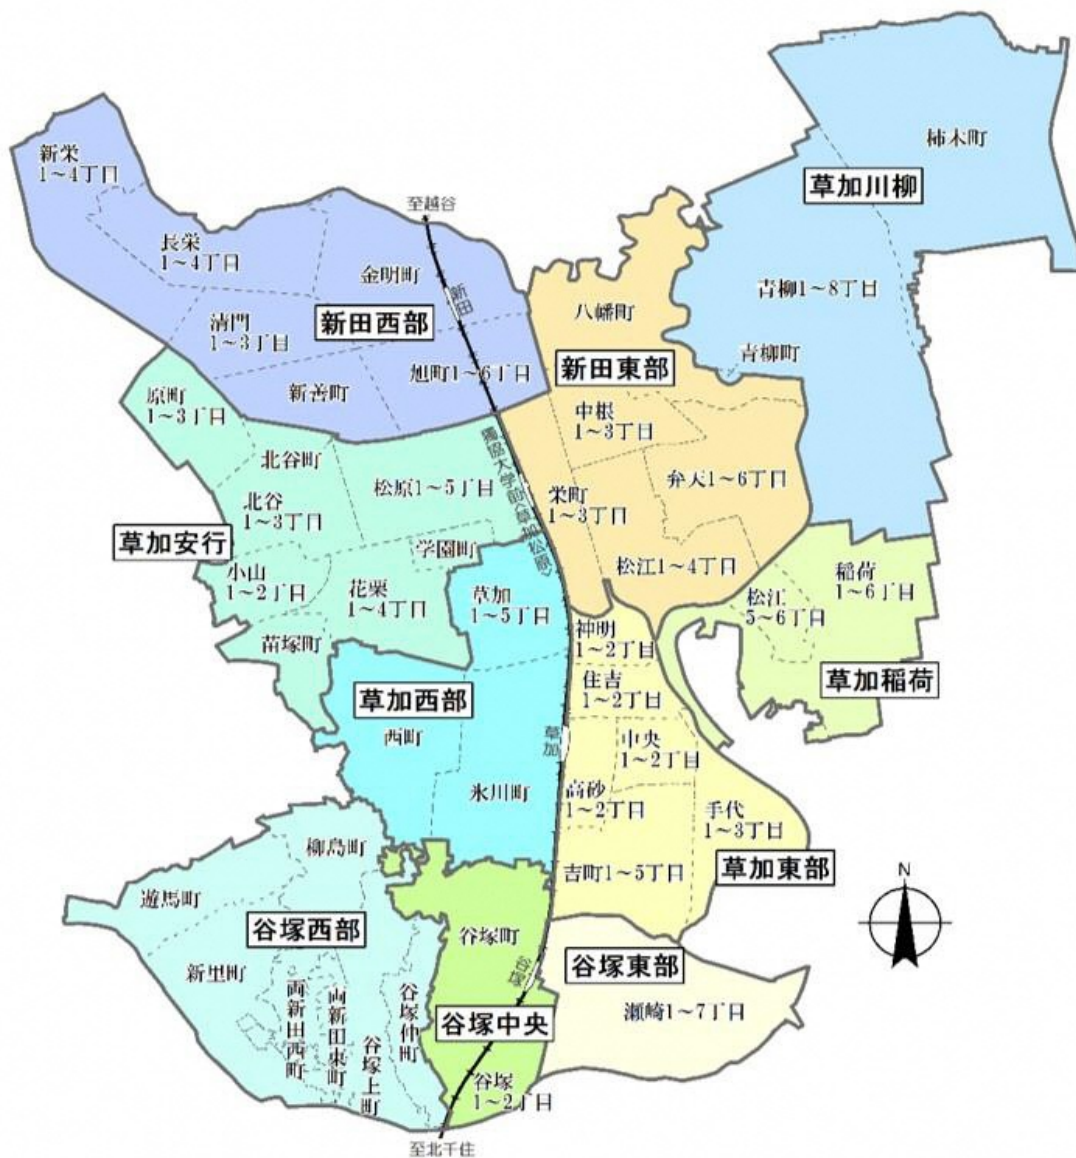 柿木町
新栄
1～4丁目
草加川柳
至越谷
長栄
1～4丁目
金明町
青柳1～8丁目
新田
八幡町
清門
1～3丁目
新田西部
青柳町
新田東部
旭町1～6丁目
新善町
原町
1～3丁目
中根
1～3丁目
北谷町
獨協大学前〈草加松原〉
松原1～5丁目
弁天1～6丁目
北谷
1～3丁目
栄町
1～3丁目
草加安行
学園町
小山
1～2丁目
花栗
1～4丁目
草加
1～5丁目
松江1～4丁目
稲荷
1～6丁目
松江
5～6丁目
苗塚町
神明
1～2丁目
草加稲荷
住吉
1～2丁目
草加西部
西町
草加
中央
1～2丁目
氷川町
高砂
1～2丁目
手代
1～3丁目
柳島町
吉町1～5丁目
草加東部
遊馬町
谷塚西部
谷塚町
新里町
谷塚
谷塚東部
両新田西町
両新田東町
谷塚上町
谷塚仲町
瀬崎1～7丁目
谷塚中央
谷塚
1～2丁目
至北千住
N